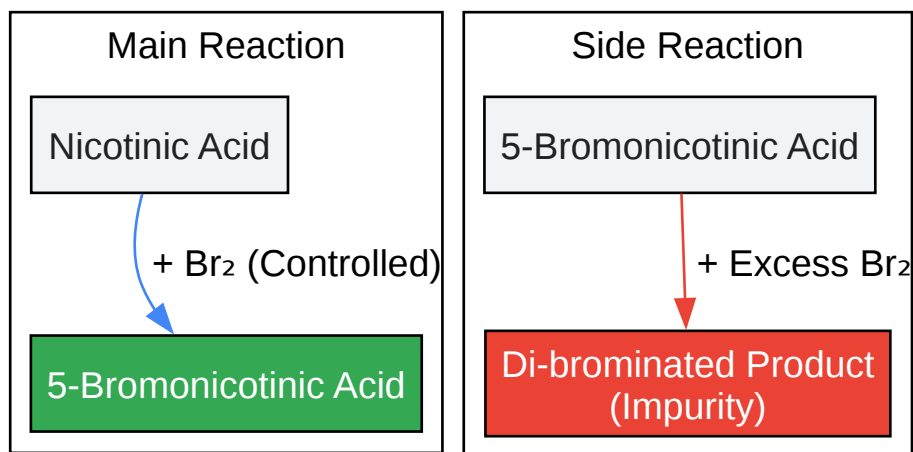 Main Reaction
Nicotinic Acid
+ Br₂ (Controlled)
5-Bromonicotinic Acid
Side Reaction
5-Bromonicotinic Acid
+ Excess Br₂
Di-brominated Product
(Impurity)